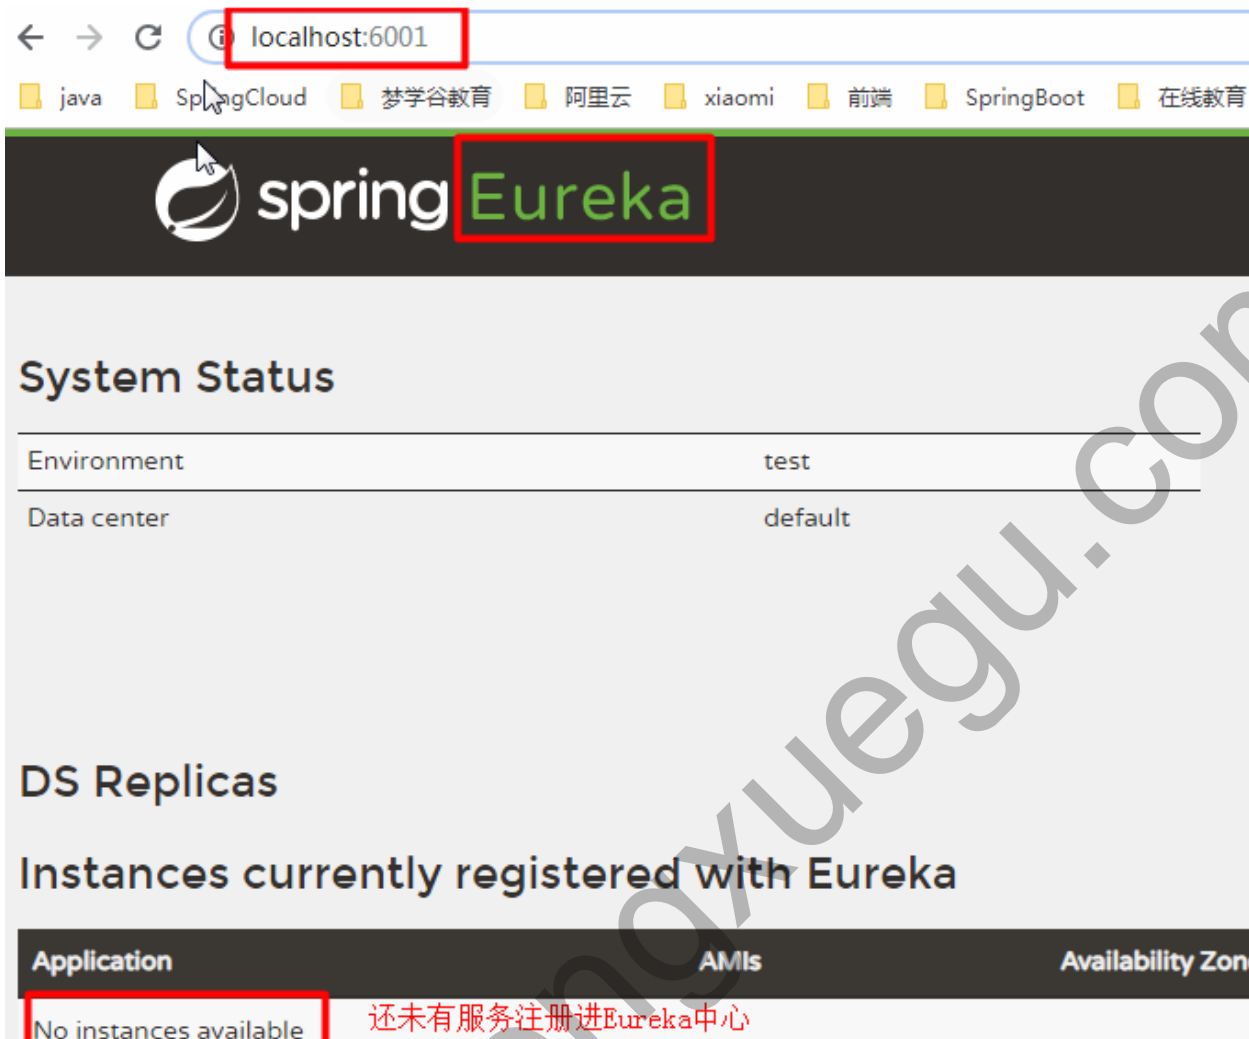 localhost:6001
java SpringCloud 梦学谷教育 阿里云 xiaomi 前端 SpringBoot 在线教育
spring Eureka
System Status
Environment test
Data center default
DS Replicas
Instances currently registered with Eureka
Application AMIs Availability Zone
No instances available 还未有服务注册进Eureka中心
ngxuegu.co